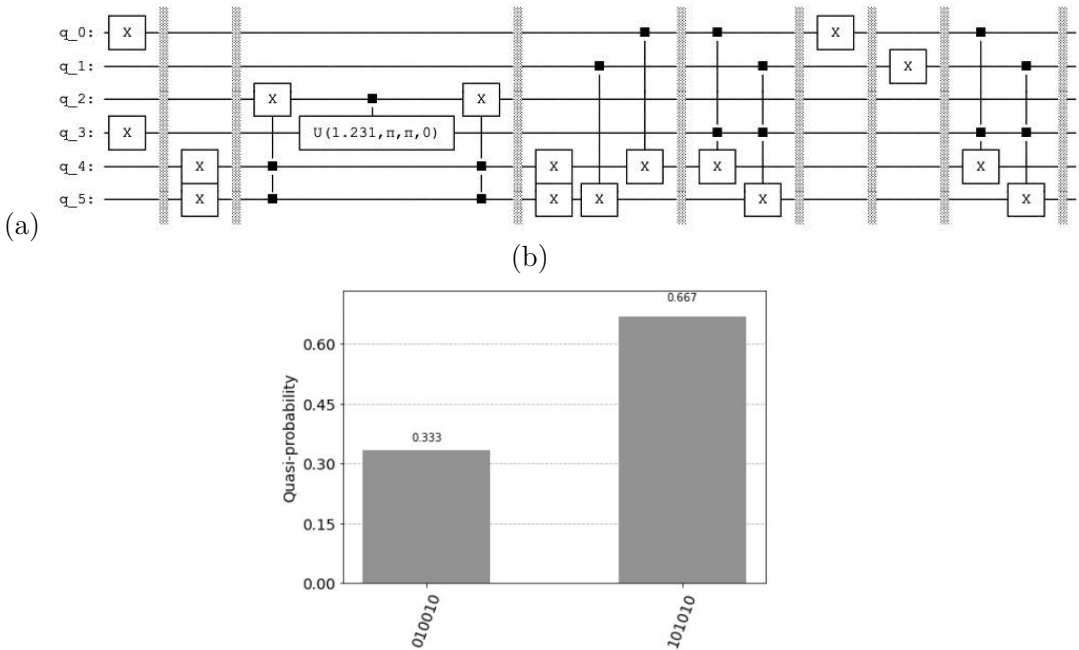 q_0: X X X
q_1: X
q_2: X X
q_3: X U(1.231,π,π,0)
q_4: X X X X X
q_5: X X X X X
(a)
(b)
0.667
0.60
0.45
0.333
0.30
0.15
0.00
Quasi-probability
010010
101010